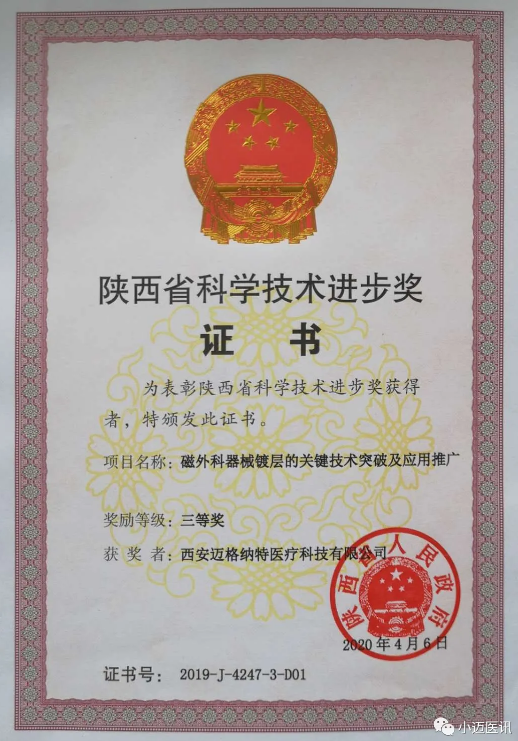 陕西省科学技术进步奖
证 书
为表彰陕西省科学技术进步奖获得
者，特颁发此证书。
项目名称：磁外科器械镀层的关键技术突破及应用推广
奖励等级：三等奖
获 奖 者：西安迈格纳特医疗科技有限公司
陕西省人民政府
2020年4月6日
证书号：2019-J-4247-3-D01
小迈医讯